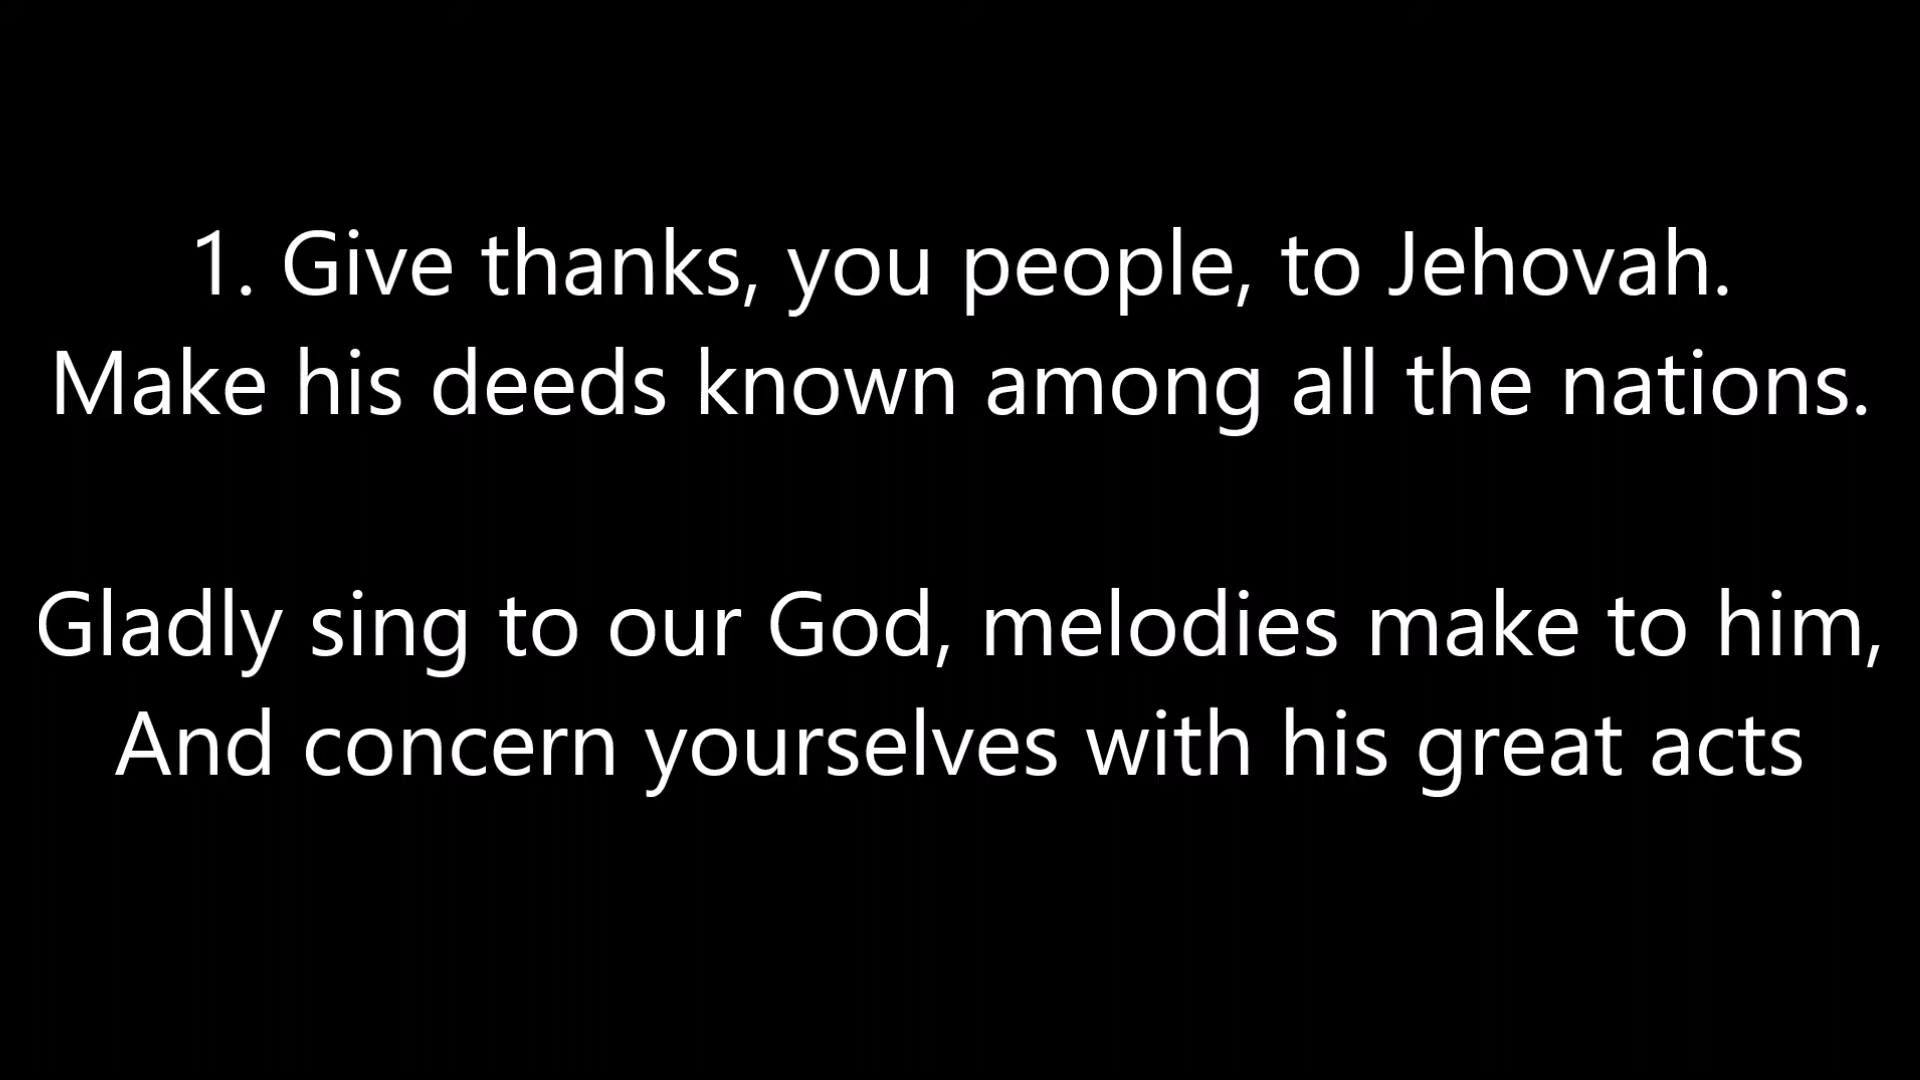 1. Give thanks, you people, to Jehovah.
Make his deeds known among all the nations.
Gladly sing to our God, melodies make to him,
And concern yourselves with his great acts